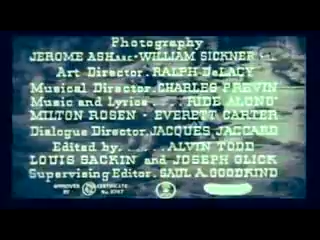 Photography
JEROME ASH A.S.C. - WILLIAM SICKNER A.S.C.
Art Director. RALPH DeLACY
Musical Director. CHARLES PREVIN
Music and Lyrics . . . . "RIDE ALONG"
MILTON ROSEN - EVERETT CARTER
Dialogue Director. JACQUES JACCARD
Edited by. . . . . . ALVIN TODD
LOUIS SACKIN and JOSEPH GLICK
Supervising Editor. SAUL A. GOODKIND
APPROVED
BY
CERTIFICATE
No.